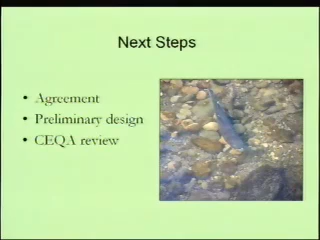 Next Steps
• Agreement
• Preliminary design
• CEQA review